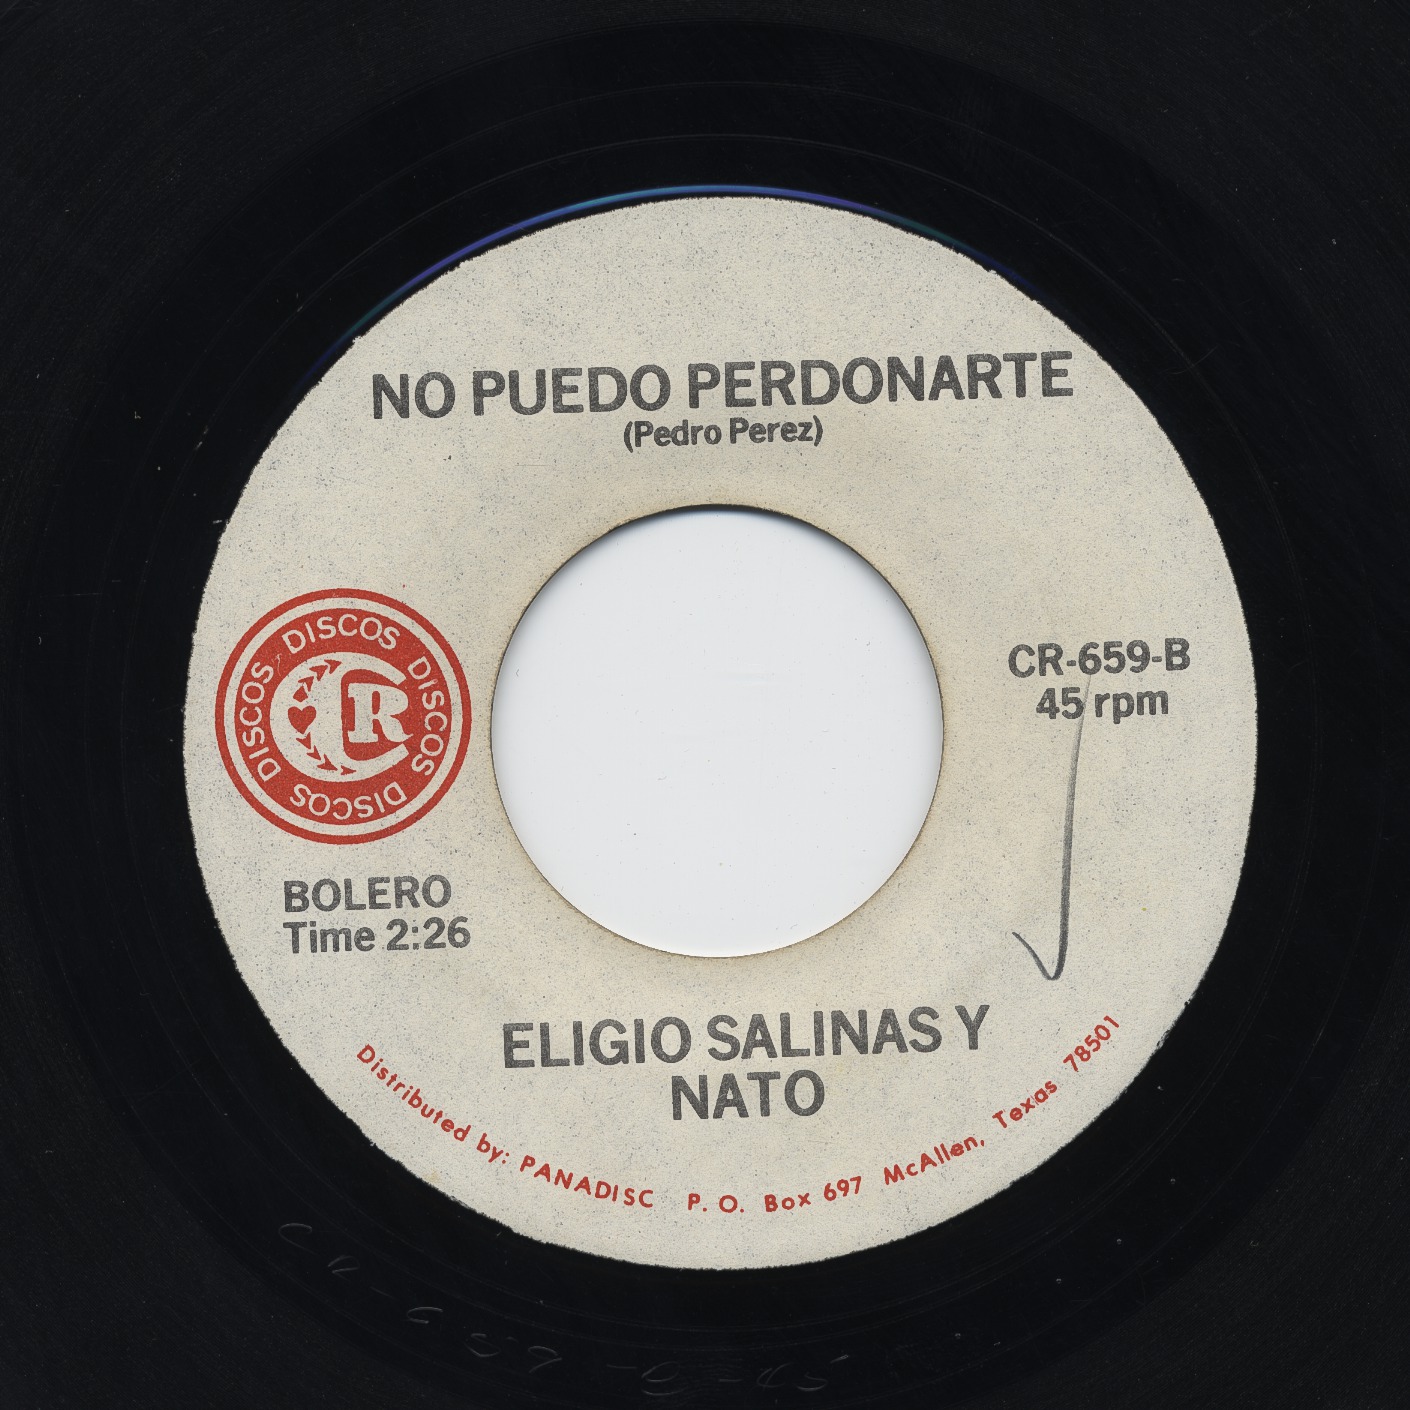 NO PUEDO PERDONARTE
(Pedro Perez)
DISCOS DISCOS DISCOS DISCOS
CR
CR-659-B
45 rpm
BOLERO
Time 2:26
ELIGIO SALINAS Y
NATO
Distributed by: PANADISC P. O. Box 697 McAllen, Texas 78501